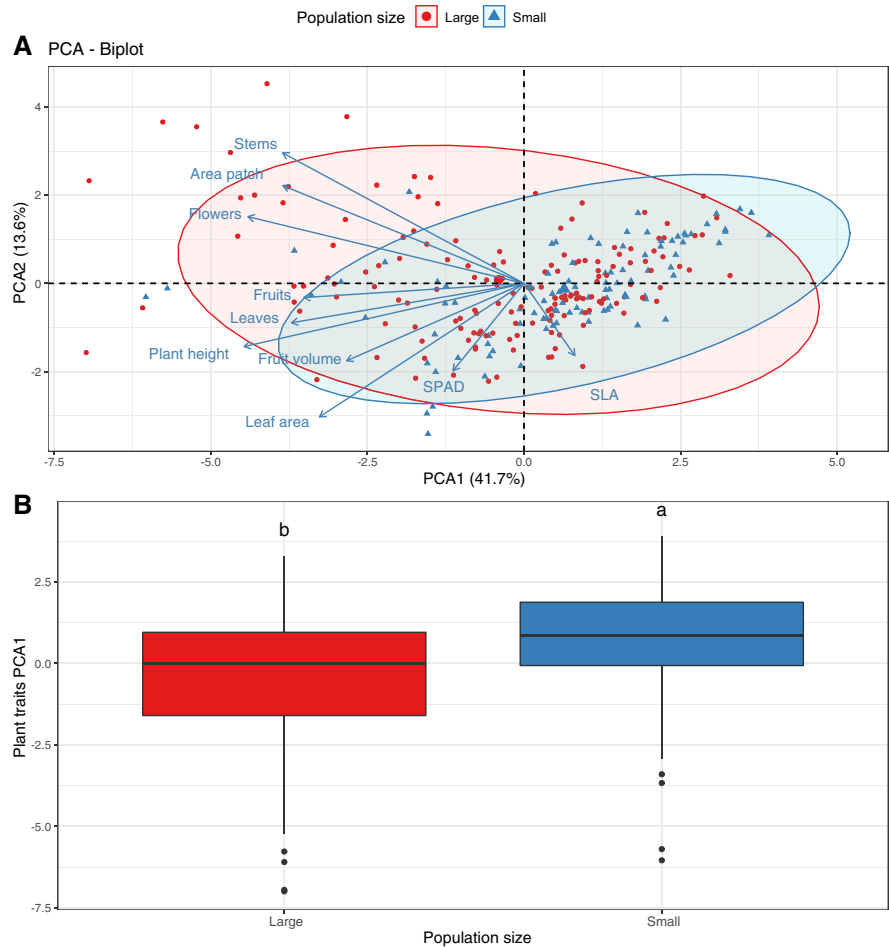 Population size Large Small
A PCA - Biplot
4
2
0
-2
PCA2 (13.6%)
Stems
Area patch
Flowers
Fruits
Leaves
Plant height
Fruit volume
SPAD
SLA
Leaf area
-7.5 -5.0 -2.5 0.0 2.5 5.0
PCA1 (41.7%)
B
b a
2.5
0.0
-2.5
-5.0
-7.5
Plant traits PCA1
Large Small
Population size